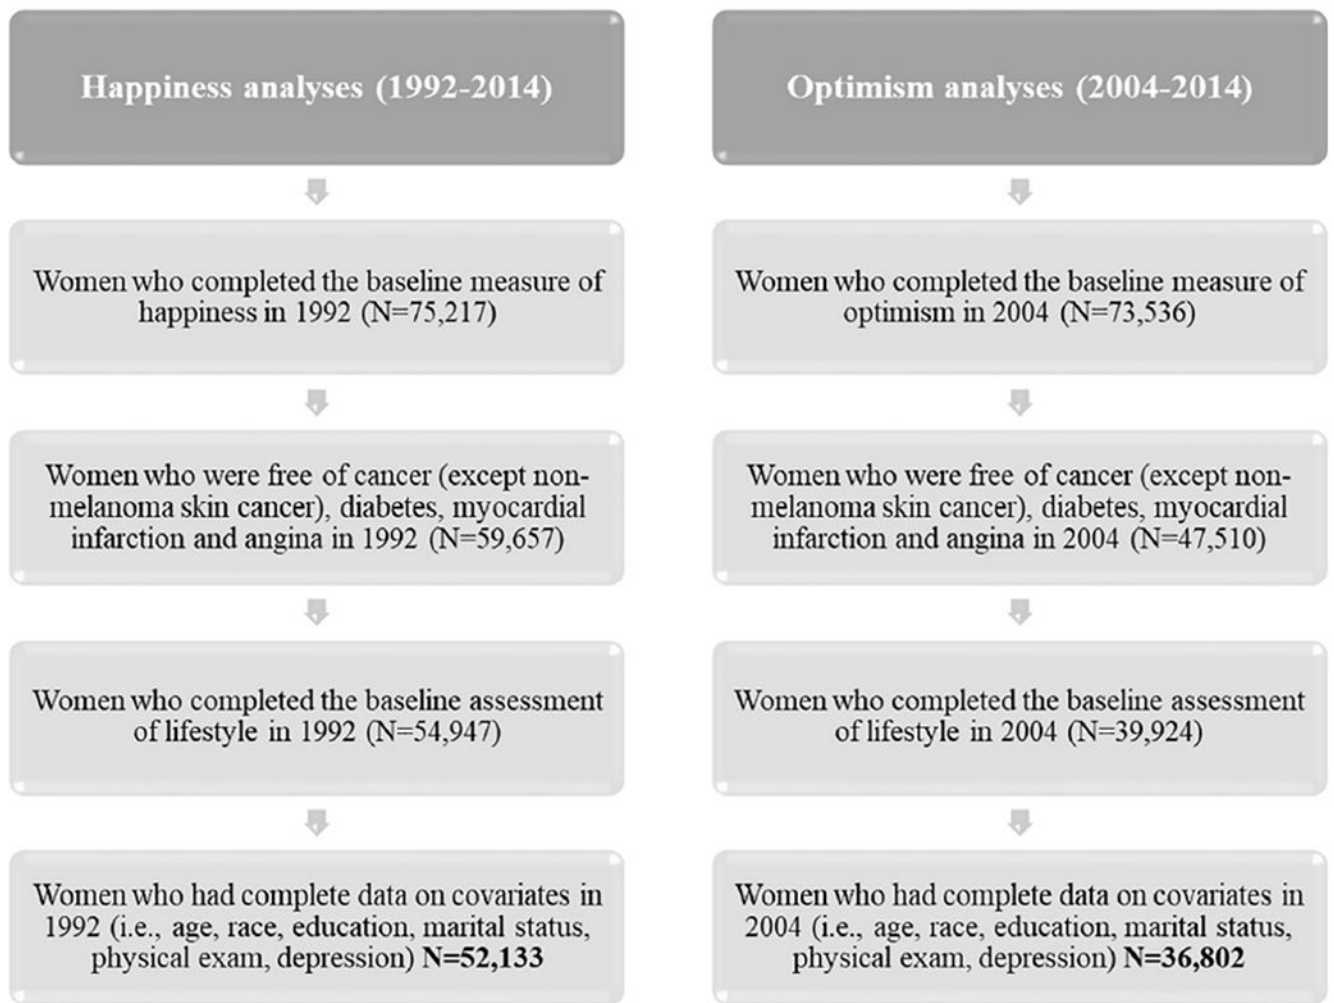 Happiness analyses (1992-2014)
Women who completed the baseline measure of
happiness in 1992 (N=75,217)
Women who were free of cancer (except non-
melanoma skin cancer), diabetes, myocardial
infarction and angina in 1992 (N=59,657)
Women who completed the baseline assessment
of lifestyle in 1992 (N=54,947)
Women who had complete data on covariates in
1992 (i.e., age, race, education, marital status,
physical exam, depression) N=52,133
Optimism analyses (2004-2014)
Women who completed the baseline measure of
optimism in 2004 (N=73,536)
Women who were free of cancer (except non-
melanoma skin cancer), diabetes, myocardial
infarction and angina in 2004 (N=47,510)
Women who completed the baseline assessment
of lifestyle in 2004 (N=39,924)
Women who had complete data on covariates in
2004 (i.e., age, race, education, marital status,
physical exam, depression) N=36,802